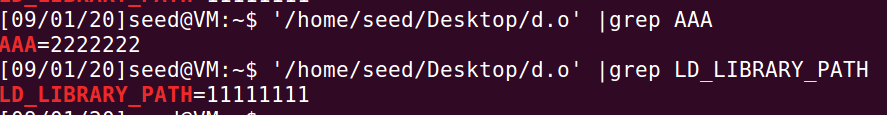 [09/01/20]seed@VM:~$ '/home/seed/Desktop/d.o' |grep AAA
AAA=2222222
[09/01/20]seed@VM:~$ '/home/seed/Desktop/d.o' |grep LD_LIBRARY_PATH
LD_LIBRARY_PATH=11111111